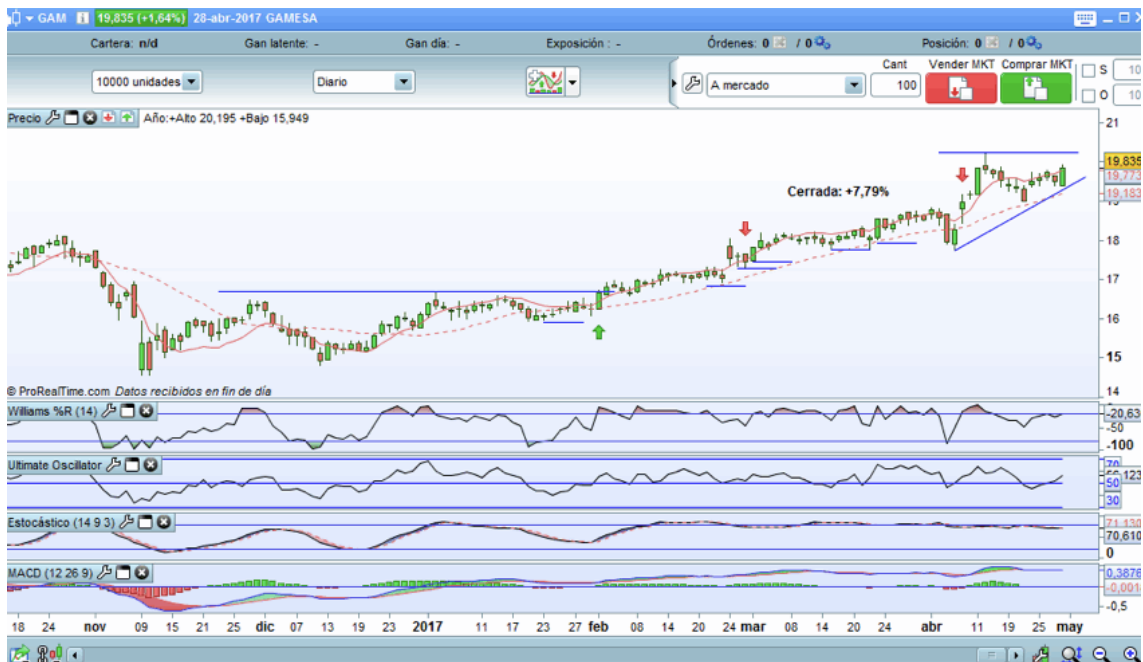 GAM 19,835 (+1,64%) 28-abr-2017 GAMESA
Cartera: n/d Gan latente: - Gan día: - Exposición : - Órdenes: 0 / 0 Posición: 0 / 0
Cant Vender MKT Comprar MKT
10000 unidades Diario A mercado 100 S 10
O 10
Precio Año:+Alto 20,195 +Bajo 15,949
21
19,835
Cerrada: +7,79%
19,773
19,183
18
17
16
15
14
© ProRealTime.com Datos recibidos en fin de día
Williams %R (14)
-20,630
-50
-100
Ultimate Oscillator
70
50
30
Estocástico (14 9 3)
71,130
70,610
0
MACD (12 26 9)
0,3876
-0,001
-0,5
18 24 nov 09 15 21 25 dic 07 13 19 23 2017 11 17 23 27 feb 08 14 20 24 mar 08 14 20 24 abr 11 19 25 may